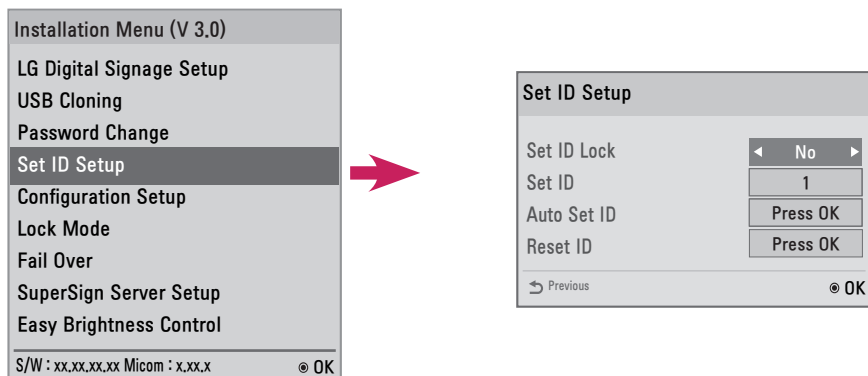 Installation Menu (V 3.0)
LG Digital Signage Setup
USB Cloning
Password Change
Set ID Setup
Configuration Setup
Lock Mode
Fail Over
SuperSign Server Setup
Easy Brightness Control
S/W : xx.xx.xx.xx Micom : x.xx.x ◉ OK
Set ID Setup
Set ID Lock ◀ No ▶
Set ID 1
Auto Set ID Press OK
Reset ID Press OK
Previous ◉ OK